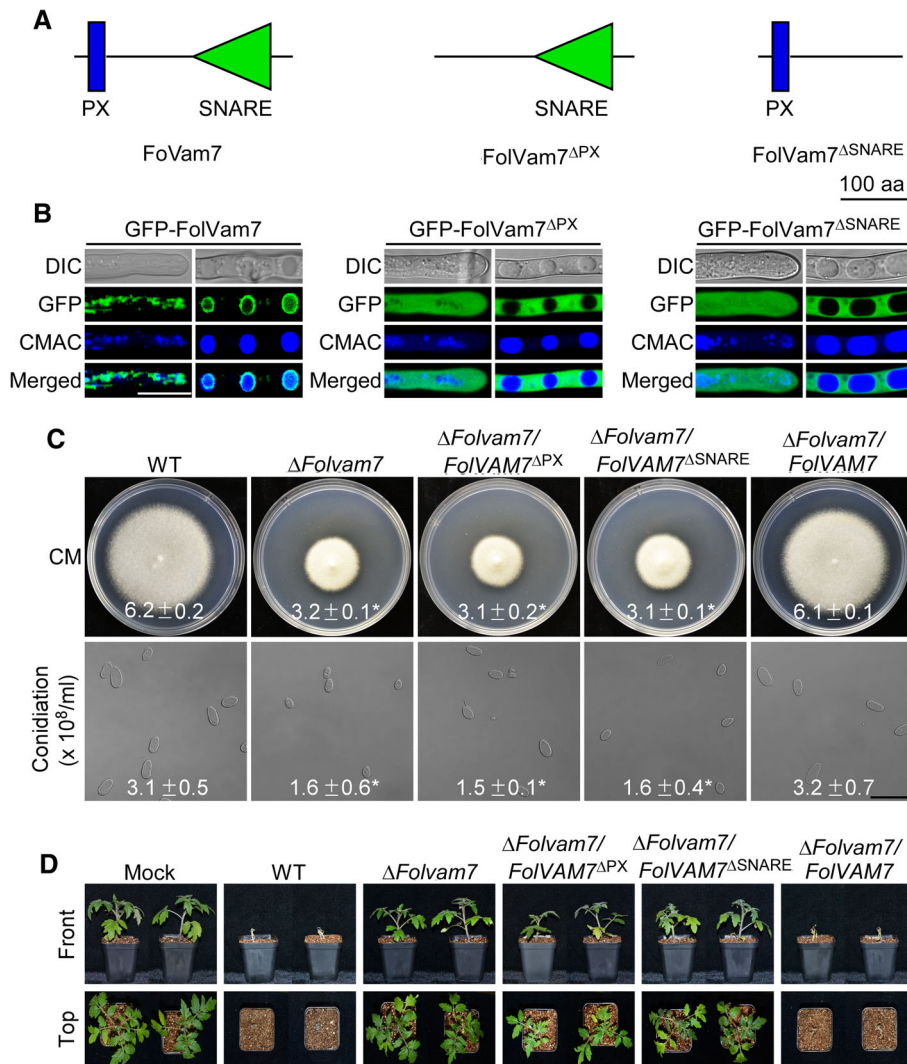 A
PX
SNARE
SNARE
PX
FoVam7
FolVam7ΔPX
FolVam7ΔSNARE
100 aa
B
GFP-FolVam7
GFP-FolVam7ΔPX
GFP-FolVam7ΔSNARE
DIC
DIC
DIC
GFP
GFP
GFP
CMAC
CMAC
CMAC
Merged
Merged
Merged
C
WT
ΔFolvam7
ΔFolvam7/
FolVAM7ΔPX
ΔFolvam7/
FolVAM7ΔSNARE
ΔFolvam7/
FolVAM7
CM
6.2±0.2
3.2±0.1*
3.1±0.2*
3.1±0.1*
6.1±0.1
Conidiation
(x 10⁸/ml)
3.1±0.5
1.6±0.6*
1.5±0.1*
1.6±0.4*
3.2±0.7
D
Mock
WT
ΔFolvam7
ΔFolvam7/
FolVAM7ΔPX
ΔFolvam7/
FolVAM7ΔSNARE
ΔFolvam7/
FolVAM7
Front
Top